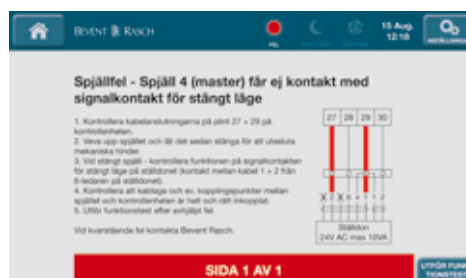 BEVENT RASCH
FEL
15 Aug.
12:18
Spjällfel - Spjäll 4 (master) får ej kontakt med
signalkontakt för stängt läge
1. Kontrollera kabelanslutningarna på plint 27 + 29 på
kontrollenheten.
2. Veva upp spjället och låt det sedan stänga för att utesluta
mekaniska hinder.
3. Vid stängt spjäll - kontrollera funktionen på signalkontakten
för stängt läge på ställdonet (kontakt mellan kabel 1 + 2 från
6-ledaren på ställdonet).
4. Kontrollera att kablage och ev. kopplingspunkter mellan
spjället och kontrollenheten är helt och rätt inkopplat.
5. Utför funktionstest efter avhjälpt fel.
Vid kvarstående fel kontakta Bevent Rasch.
27 28 29 30
Ställdon
24V AC max 10VA
SIDA 1 AV 1
UTFÖR FUNK
TIONSTEST